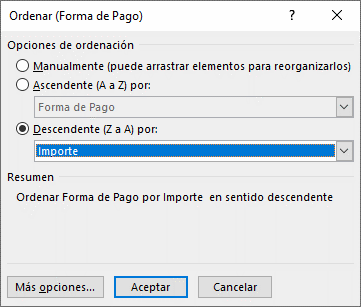 Ordenar (Forma de Pago)
Opciones de ordenación
Manualmente (puede arrastrar elementos para reorganizarlos)
Ascendente (A a Z) por:
Forma de Pago
Descendente (Z a A) por:
Importe
Resumen
Ordenar Forma de Pago por Importe en sentido descendente
Más opciones... Aceptar Cancelar